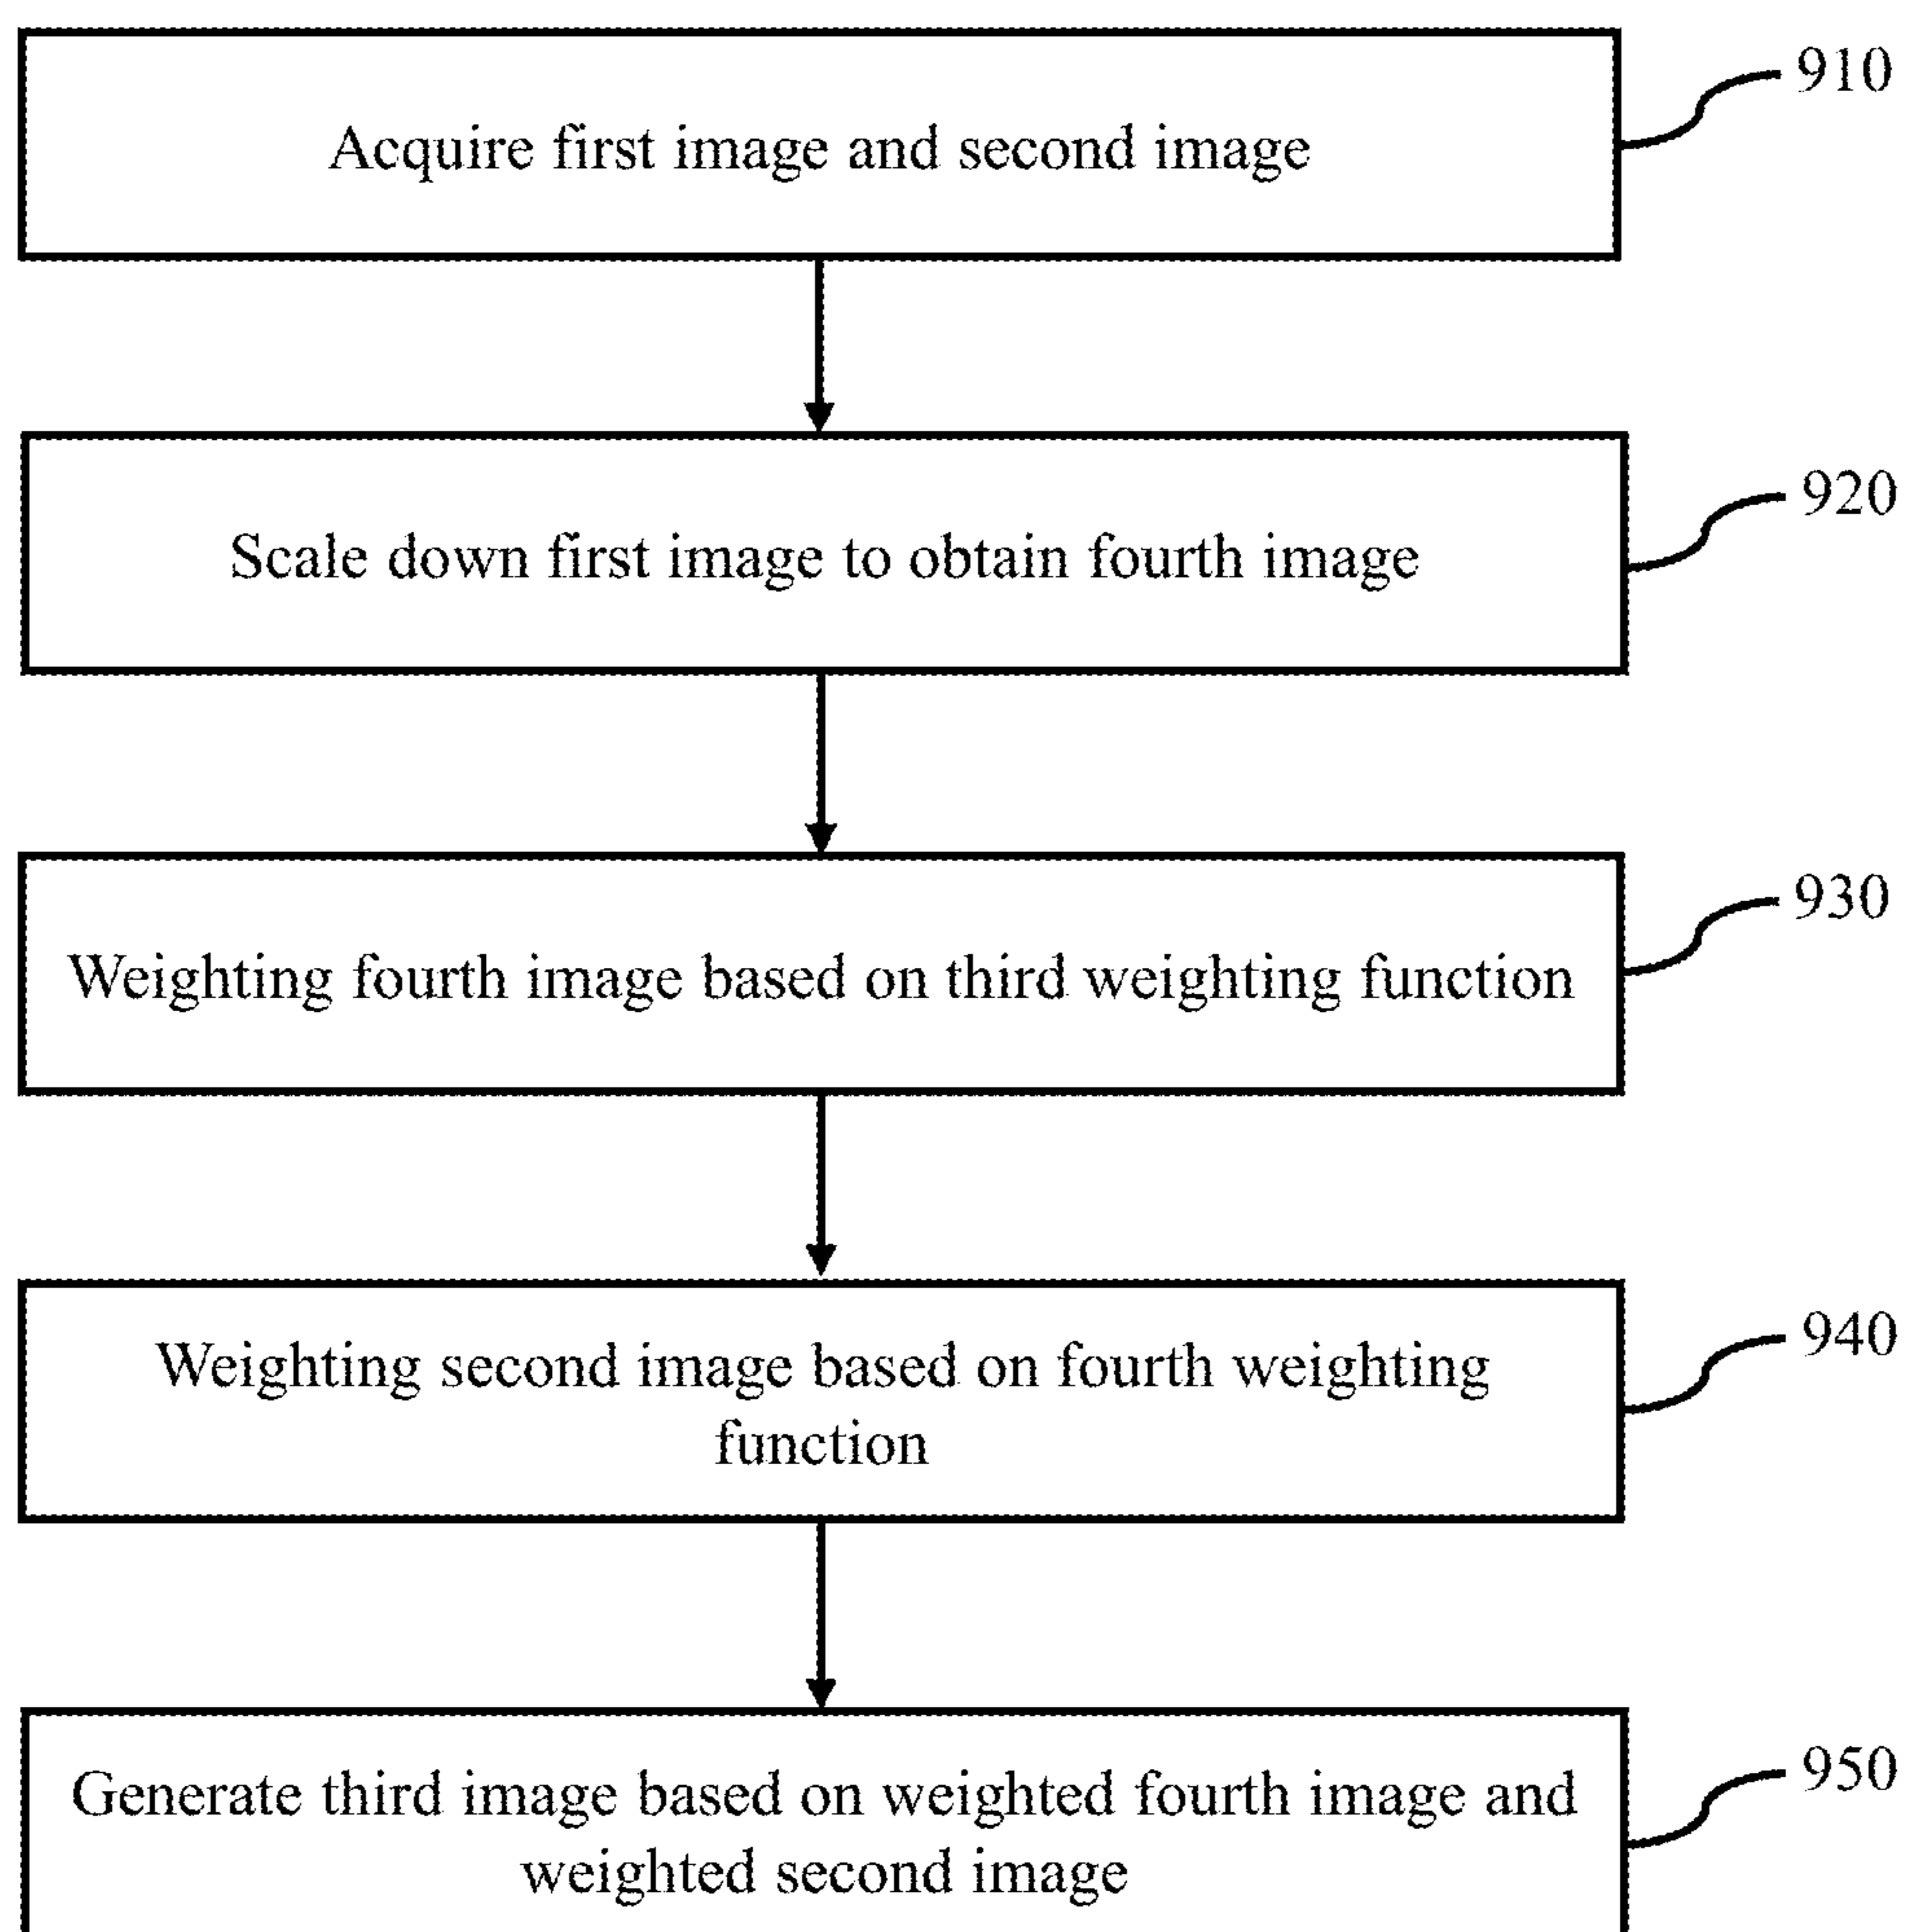 Acquire first image and second image
910
Scale down first image to obtain fourth image
920
Weighting fourth image based on third weighting function
930
Weighting second image based on fourth weighting
function
940
Generate third image based on weighted fourth image and
weighted second image
950